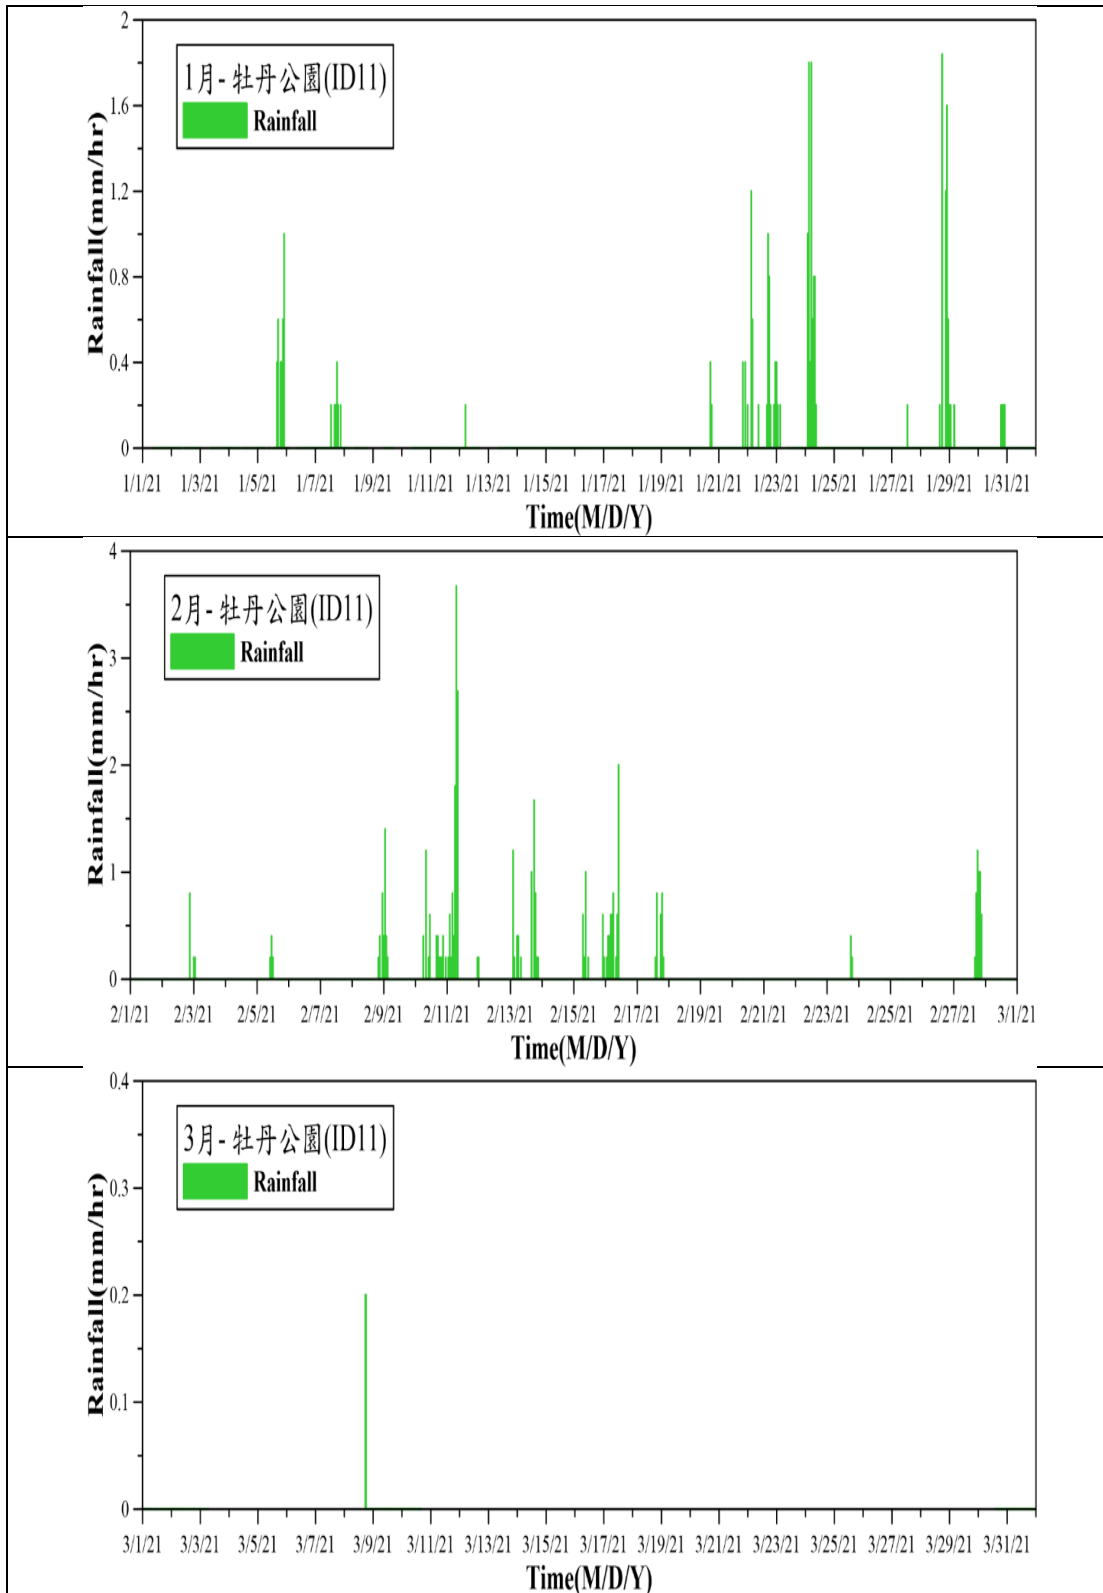 2
1.6
1.2
0.8
0.4
0
Rainfall(mm/hr)
1月- 牡丹公園(ID11)
Rainfall
1/1/21 1/3/21 1/5/21 1/7/21 1/9/21 1/11/21 1/13/21 1/15/21 1/17/21 1/19/21 1/21/21 1/23/21 1/25/21 1/27/21 1/29/21 1/31/21
Time(M/D/Y)
4
3
2
1
0
Rainfall(mm/hr)
2月- 牡丹公園(ID11)
Rainfall
2/1/21 2/3/21 2/5/21 2/7/21 2/9/21 2/11/21 2/13/21 2/15/21 2/17/21 2/19/21 2/21/21 2/23/21 2/25/21 2/27/21 3/1/21
Time(M/D/Y)
0.4
0.3
0.2
0.1
0
Rainfall(mm/hr)
3月- 牡丹公園(ID11)
Rainfall
3/1/21 3/3/21 3/5/21 3/7/21 3/9/21 3/11/21 3/13/21 3/15/21 3/17/21 3/19/21 3/21/21 3/23/21 3/25/21 3/27/21 3/29/21 3/31/21
Time(M/D/Y)